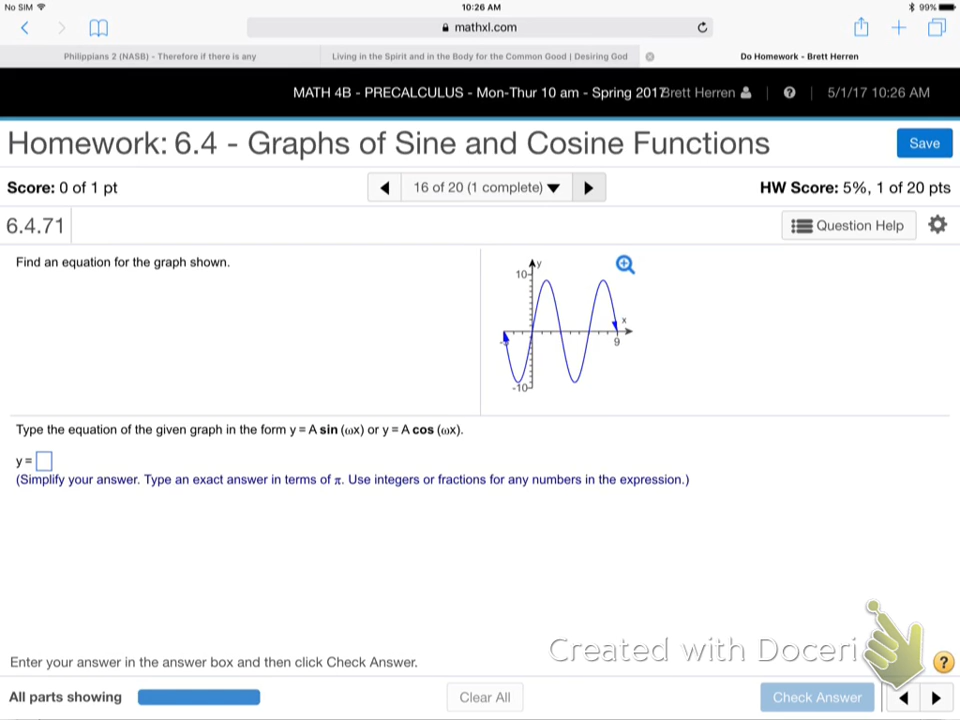 No SIM 10:26 AM 99%
mathxl.com
Philippians 2 (NASB) - Therefore if there is any Living in the Spirit and in the Body for the Common Good | Desiring God Do Homework - Brett Herren
MATH 4B - PRECALCULUS - Mon-Thur 10 am - Spring 2017 Brett Herren ? 5/1/17 10:26 AM
Homework: 6.4 - Graphs of Sine and Cosine Functions Save
Score: 0 of 1 pt 16 of 20 (1 complete) HW Score: 5%, 1 of 20 pts
6.4.71 Question Help
Find an equation for the graph shown.
y
10
x
9
-10
Type the equation of the given graph in the form y = A sin (ωx) or y = A cos (ωx).
y =
(Simplify your answer. Type an exact answer in terms of π. Use integers or fractions for any numbers in the expression.)
Created with Doceri
Enter your answer in the answer box and then click Check Answer. ?
All parts showing Clear All Check Answer